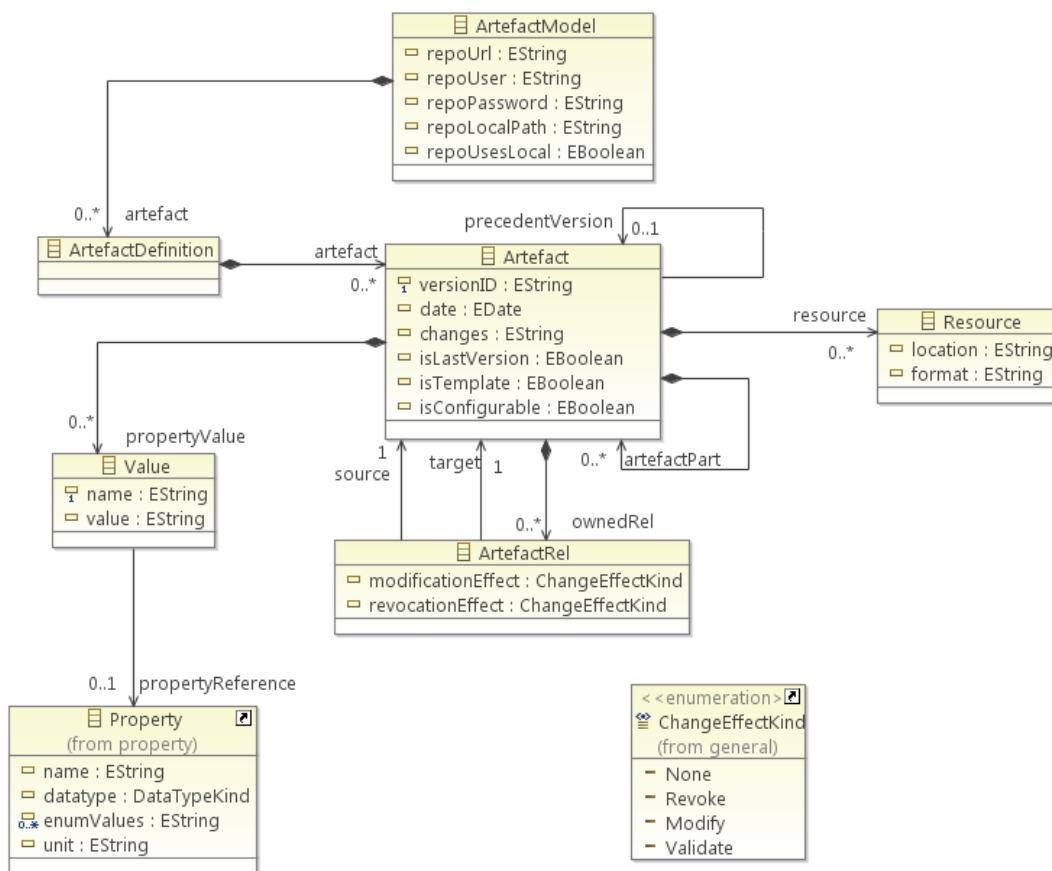 ArtefactModel
repoUrl : EString
repoUser : EString
repoPassword : EString
repoLocalPath : EString
repoUsesLocal : EBoolean
0..* artefact
ArtefactDefinition
precedentVersion
0..1
artefact
0..*
Artefact
1 versionID : EString
date : EDate
changes : EString
isLastVersion : EBoolean
isTemplate : EBoolean
isConfigurable : EBoolean
resource
0..*
Resource
location : EString
format : EString
0..*
propertyValue
Value
1 name : EString
value : EString
1
source
target
1
0..* artefactPart
0..* ownedRel
ArtefactRel
modificationEffect : ChangeEffectKind
revocationEffect : ChangeEffectKind
0..1 propertyReference
Property
(from property)
name : EString
datatype : DataTypeKind
0..* enumValues : EString
unit : EString
<<enumeration>>
ChangeEffectKind
(from general)
None
Revoke
Modify
Validate